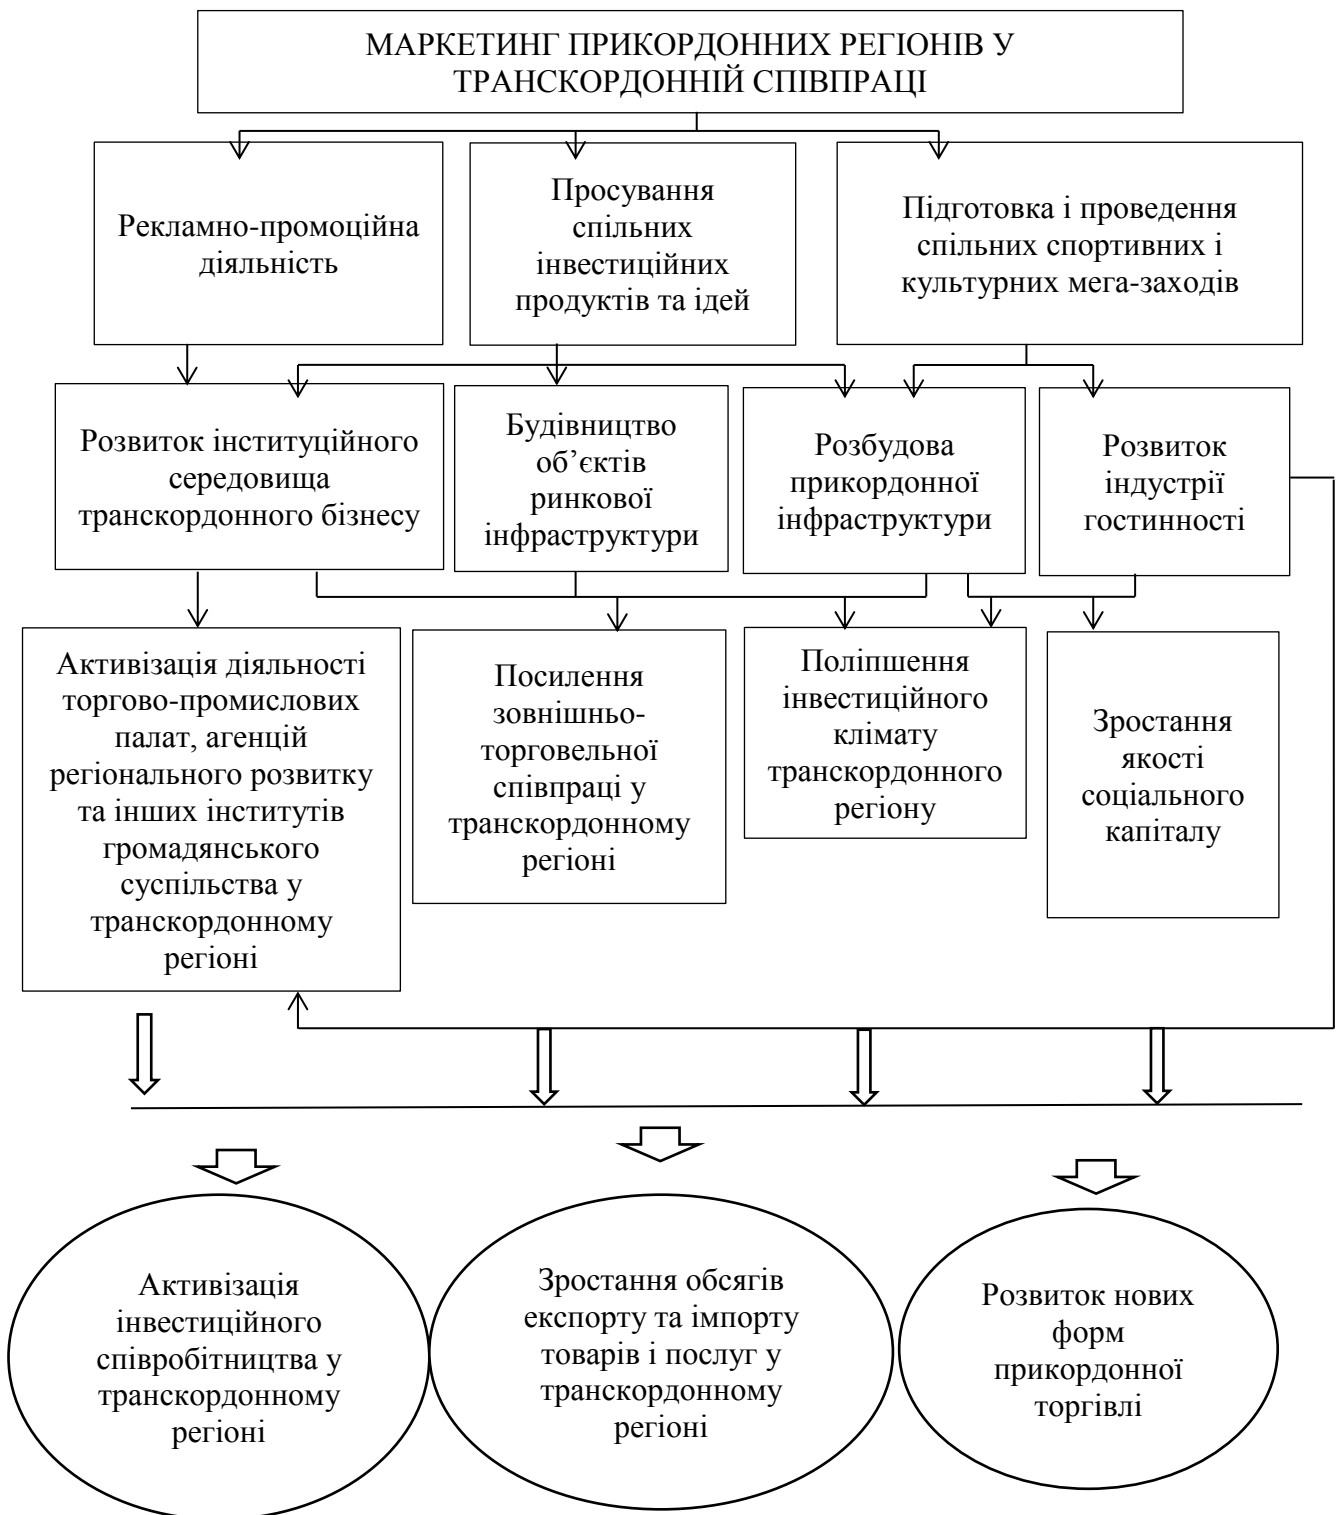 МАРКЕТИНГ ПРИКОРДОННИХ РЕГІОНІВ У
ТРАНСКОРДОННІЙ СПІВПРАЦІ
Рекламно-промоційна
діяльність
Просування
спільних
інвестиційних
продуктів та ідей
Підготовка і проведення
спільних спортивних і
культурних мега-заходів
Розвиток інституційного
середовища
транскордонного бізнесу
Будівництво
об’єктів
ринкової
інфраструктури
Розбудова
прикордонної
інфраструктури
Розвиток
індустрії
гостинності
Активізація діяльності
торгово-промислових
палат, агенцій
регіонального розвитку
та інших інститутів
громадянського
суспільства у
транскордонному
регіоні
Посилення
зовнішньо-
торговельної
співпраці у
транскордонному
регіоні
Поліпшення
інвестиційного
клімату
транскордонного
регіону
Зростання
якості
соціального
капіталу
Активізація
інвестиційного
співробітництва у
транскордонному
регіоні
Зростання обсягів
експорту та імпорту
товарів і послуг у
транскордонному
регіоні
Розвиток нових
форм
прикордонної
торгівлі